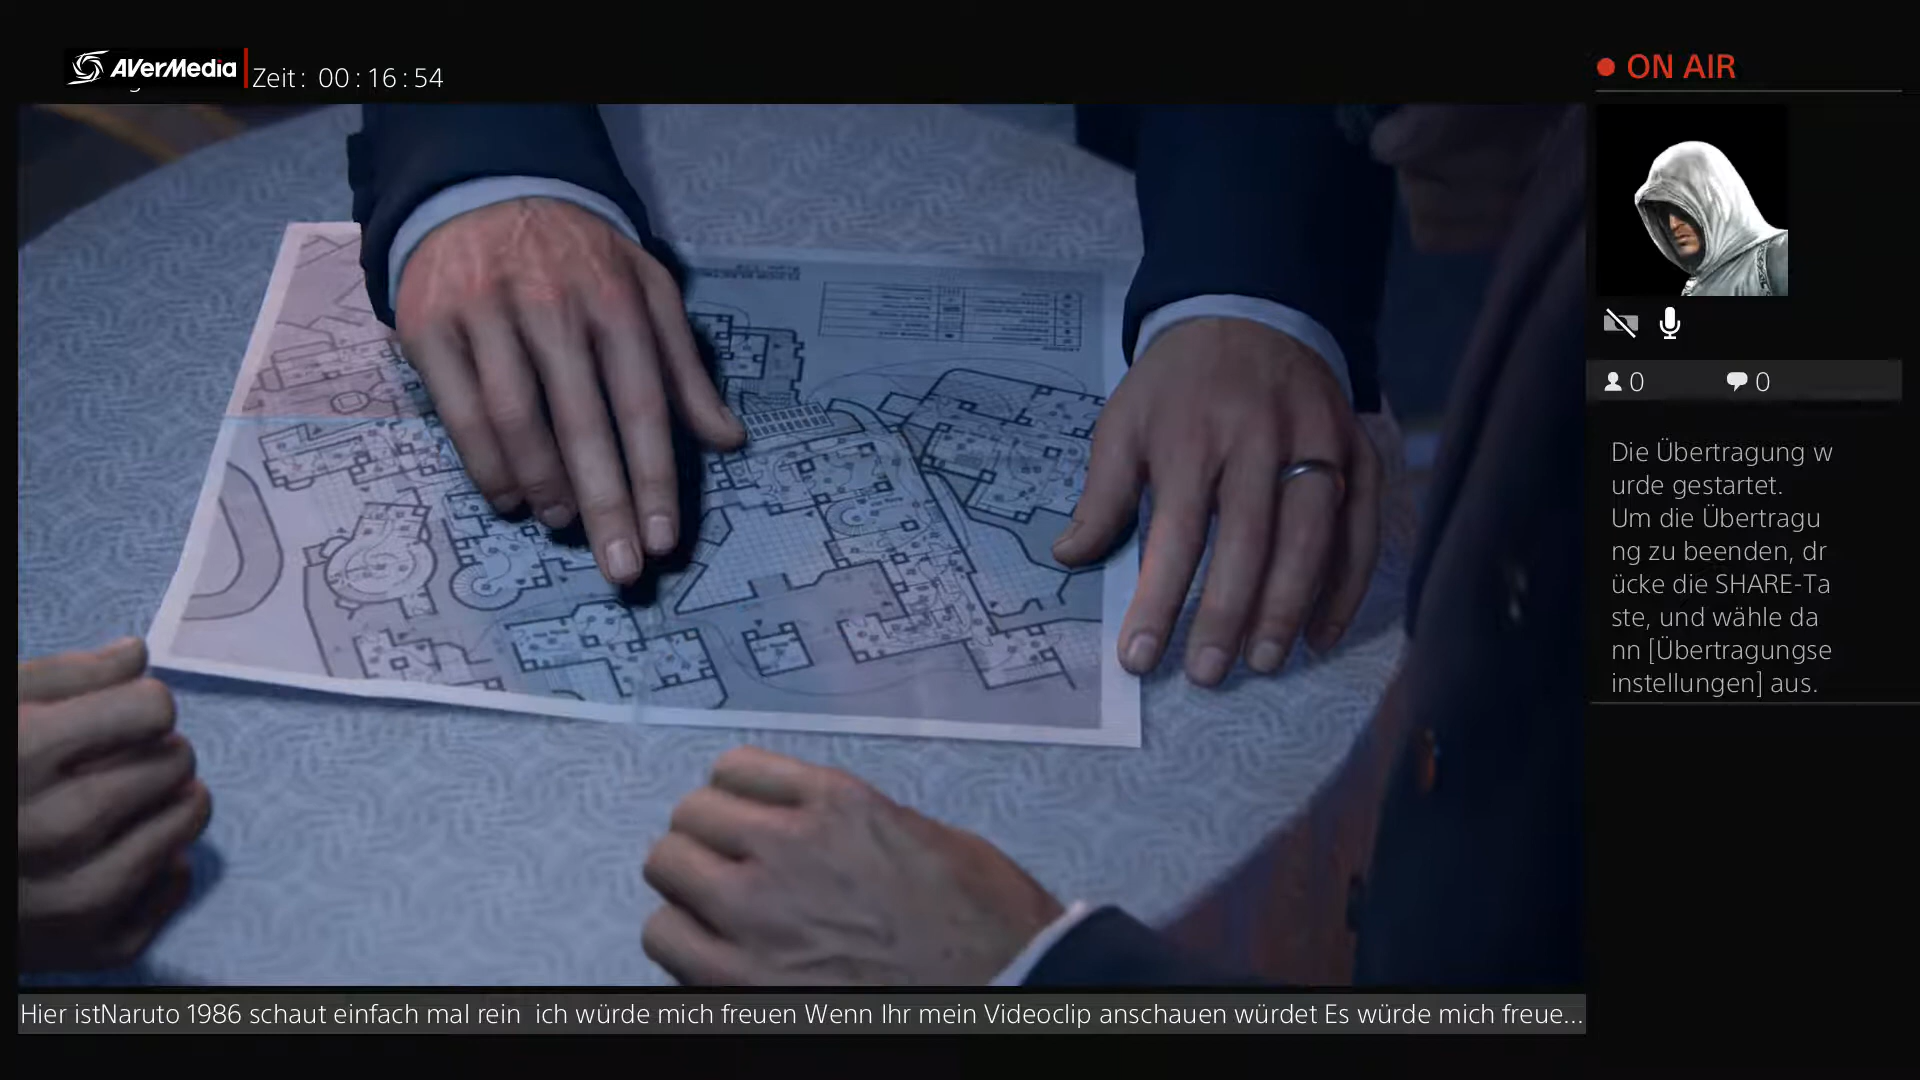 AVerMedia
Zeit: 00:16:54
ON AIR
0
0
Die Übertragung w
urde gestartet.
Um die Übertragu
ng zu beenden, dr
ücke die SHARE-Ta
ste, und wähle da
nn [Übertragungse
instellungen] aus.
Hier istNaruto 1986 schaut einfach mal rein  ich würde mich freuen Wenn Ihr mein Videoclip anschauen würdet Es würde mich freue...